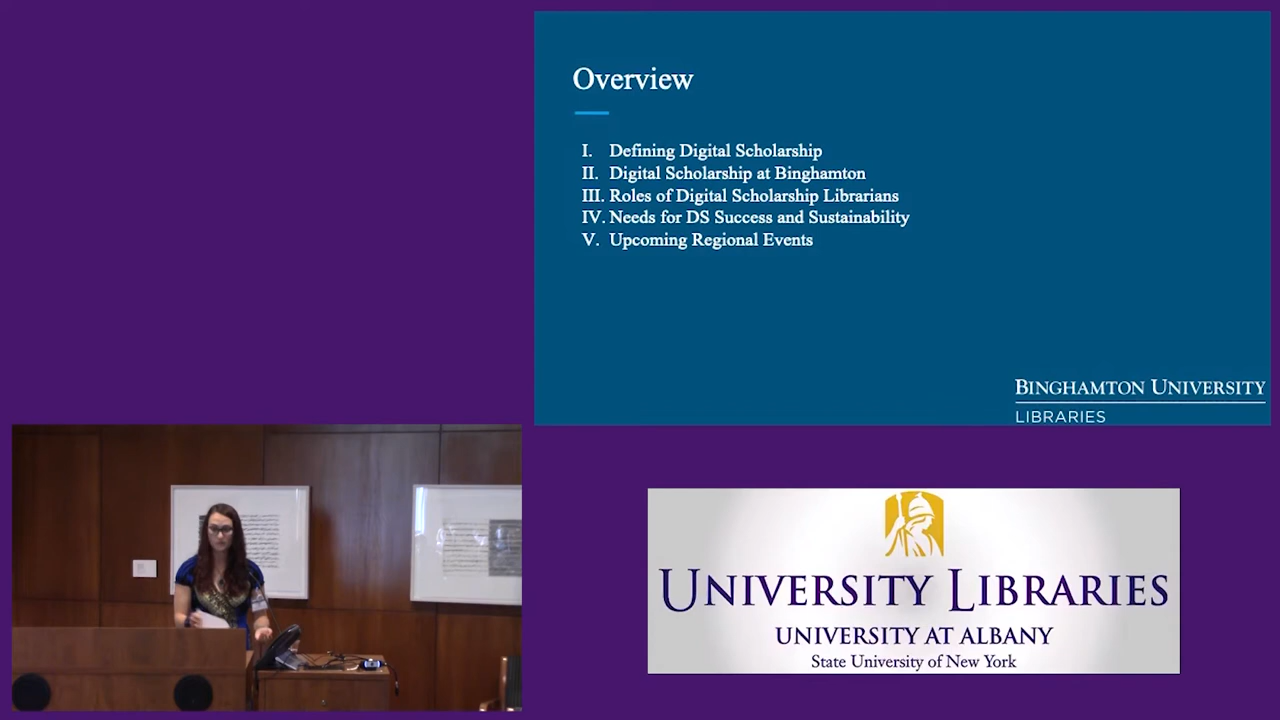 Overview
I. Defining Digital Scholarship
II. Digital Scholarship at Binghamton
III. Roles of Digital Scholarship Librarians
IV. Needs for DS Success and Sustainability
V. Upcoming Regional Events
BINGHAMTON UNIVERSITY
LIBRARIES
UNIVERSITY LIBRARIES
UNIVERSITY AT ALBANY
State University of New York